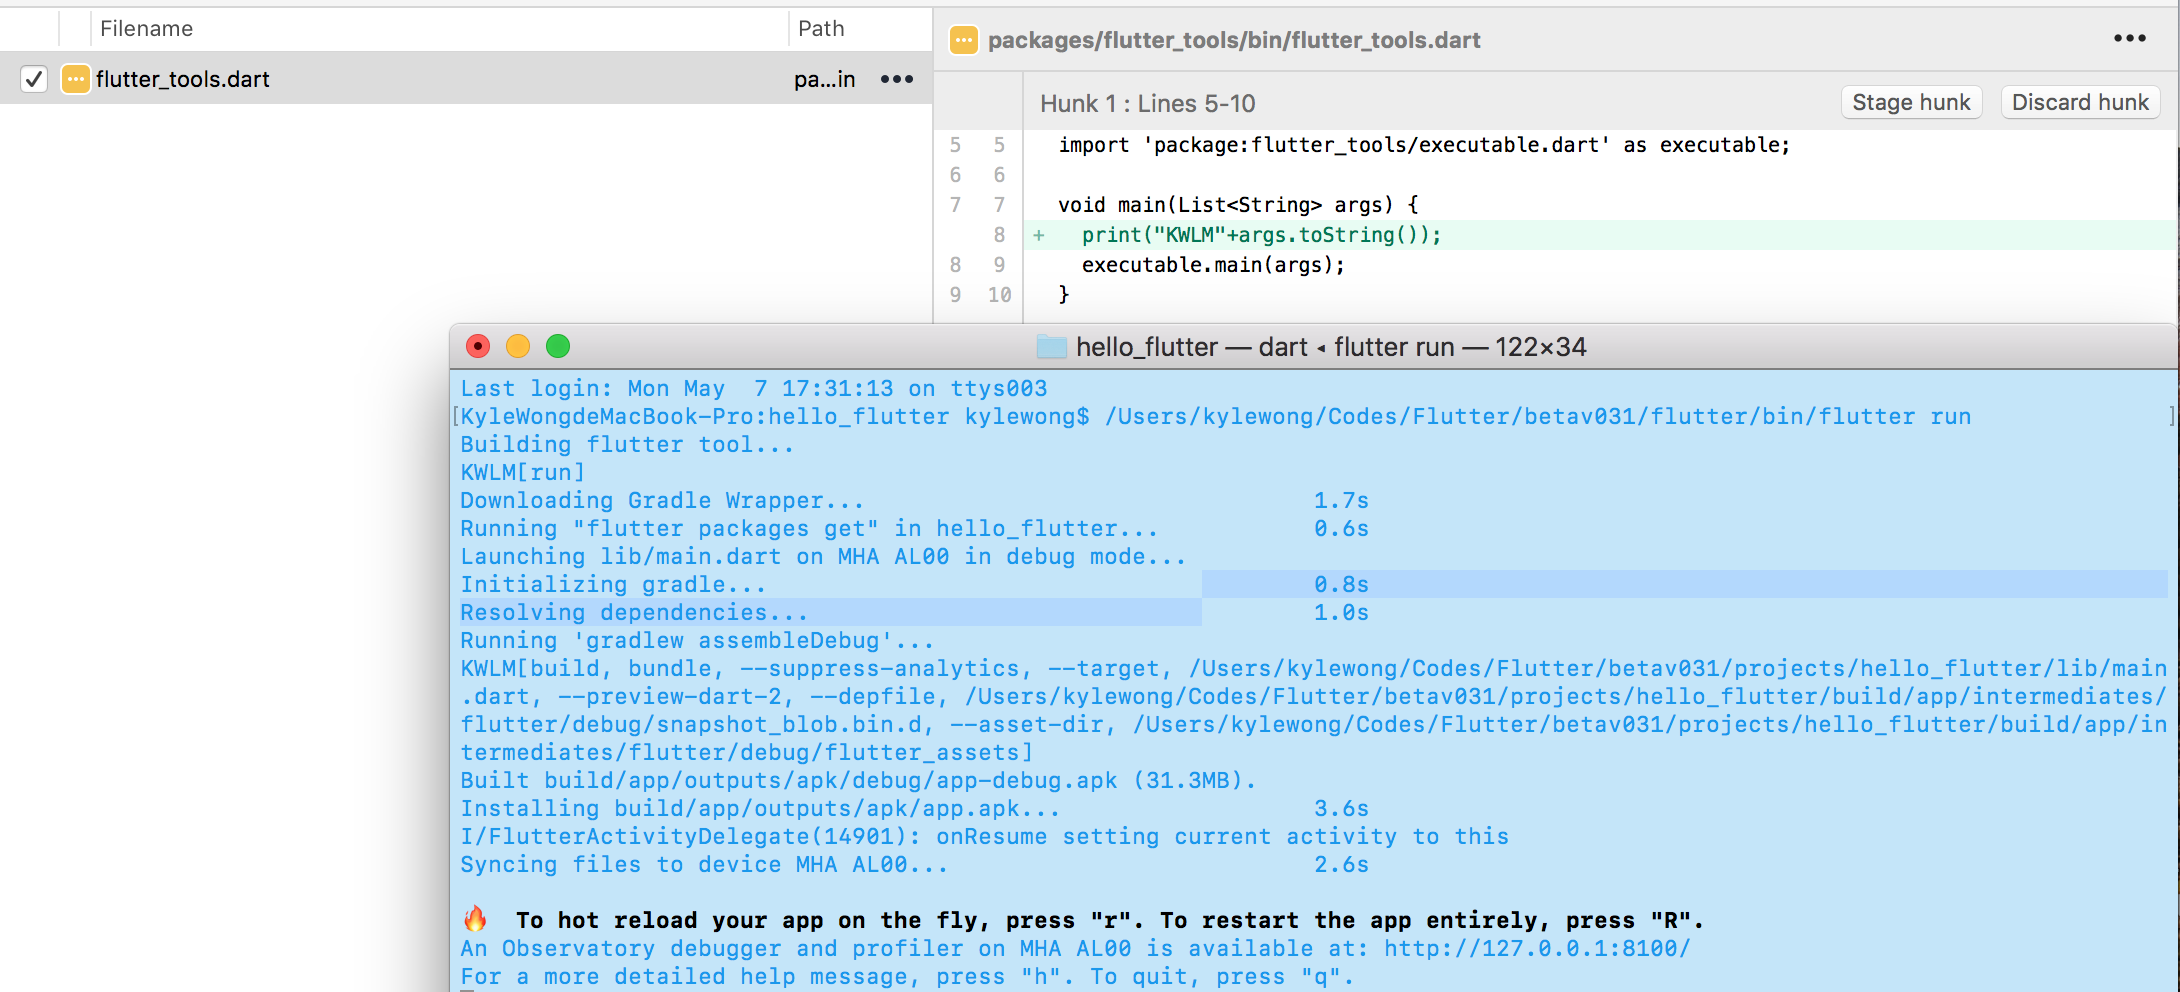 Filename Path
flutter_tools.dart pa...in •••
packages/flutter_tools/bin/flutter_tools.dart •••
Hunk 1 : Lines 5-10 Stage hunk Discard hunk
5 5 import 'package:flutter_tools/executable.dart' as executable;
6 6
7 7 void main(List<String> args) {
8 + print("KWLM"+args.toString());
8 9 executable.main(args);
9 10 }
hello_flutter — dart ◂ flutter run — 122×34
Last login: Mon May  7 17:31:13 on ttys003
[KyleWongdeMacBook-Pro:hello_flutter kylewong$ /Users/kylewong/Codes/Flutter/betav031/flutter/bin/flutter run ]
Building flutter tool...
KWLM[run]
Downloading Gradle Wrapper... 1.7s
Running "flutter packages get" in hello_flutter... 0.6s
Launching lib/main.dart on MHA AL00 in debug mode...
Initializing gradle... 0.8s
Resolving dependencies... 1.0s
Running 'gradlew assembleDebug'...
KWLM[build, bundle, --suppress-analytics, --target, /Users/kylewong/Codes/Flutter/betav031/projects/hello_flutter/lib/main
.dart, --preview-dart-2, --depfile, /Users/kylewong/Codes/Flutter/betav031/projects/hello_flutter/build/app/intermediates/
flutter/debug/snapshot_blob.bin.d, --asset-dir, /Users/kylewong/Codes/Flutter/betav031/projects/hello_flutter/build/app/in
termediates/flutter/debug/flutter_assets]
Built build/app/outputs/apk/debug/app-debug.apk (31.3MB).
Installing build/app/outputs/apk/app.apk... 3.6s
I/FlutterActivityDelegate(14901): onResume setting current activity to this
Syncing files to device MHA AL00... 2.6s
🔥  To hot reload your app on the fly, press "r". To restart the app entirely, press "R".
An Observatory debugger and profiler on MHA AL00 is available at: http://127.0.0.1:8100/
For a more detailed help message, press "h". To quit, press "q".